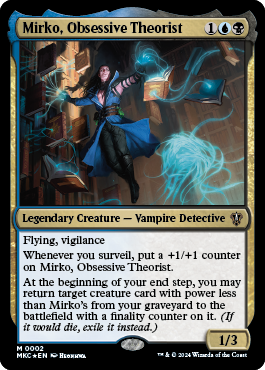 Mirko, Obsessive Theorist 1
Legendary Creature — Vampire Detective
Flying, vigilance
Whenever you surveil, put a +1/+1 counter
on Mirko, Obsessive Theorist.
At the beginning of your end step, you may
return target creature card with power less
than Mirko's from your graveyard to the
battlefield with a finality counter on it. (If
it would die, exile it instead.)
1/3
M 0002
MKC★EN
™ & © 2024 Wizards of the Coast